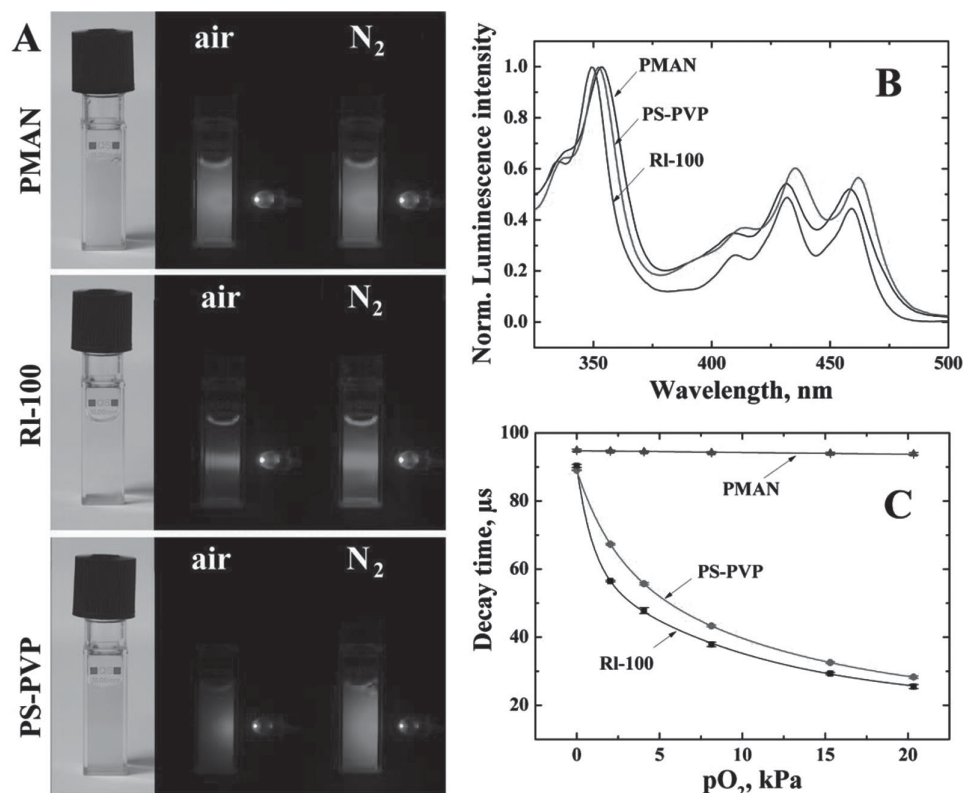 A
air N₂
PMAN
air
N₂
Rl-100
air N₂
PS-PVP
B
Norm. Luminescence intensity
1.0
0.8
0.6
0.4
0.2
0.0
PMAN
PS-PVP
Rl-100
350 400 450 500
Wavelength, nm
C
Decay time, μs
100
80
60
40
20
PMAN
PS-PVP
Rl-100
0 5 10 15 20
pO₂, kPa